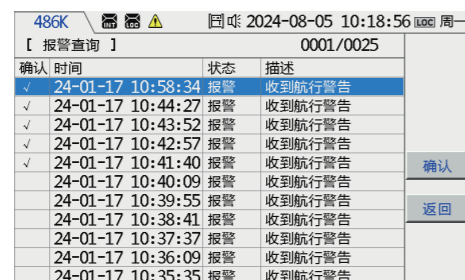 486K INT LOC 2024-08-05 10:18:56 LOC 周一
[ 报警查询 ] 0001/0025
确认 时间 状态 描述
√ 24-01-17 10:58:34 报警 收到航行警告
√ 24-01-17 10:44:27 报警 收到航行警告
√ 24-01-17 10:43:52 报警 收到航行警告
√ 24-01-17 10:42:57 报警 收到航行警告
√ 24-01-17 10:41:40 报警 收到航行警告
确认
24-01-17 10:40:09 报警 收到航行警告
24-01-17 10:39:55 报警 收到航行警告
返回
24-01-17 10:38:41 报警 收到航行警告
24-01-17 10:37:37 报警 收到航行警告
24-01-17 10:36:09 报警 收到航行警告
24-01-17 10:35:35 报警 收到航行警告